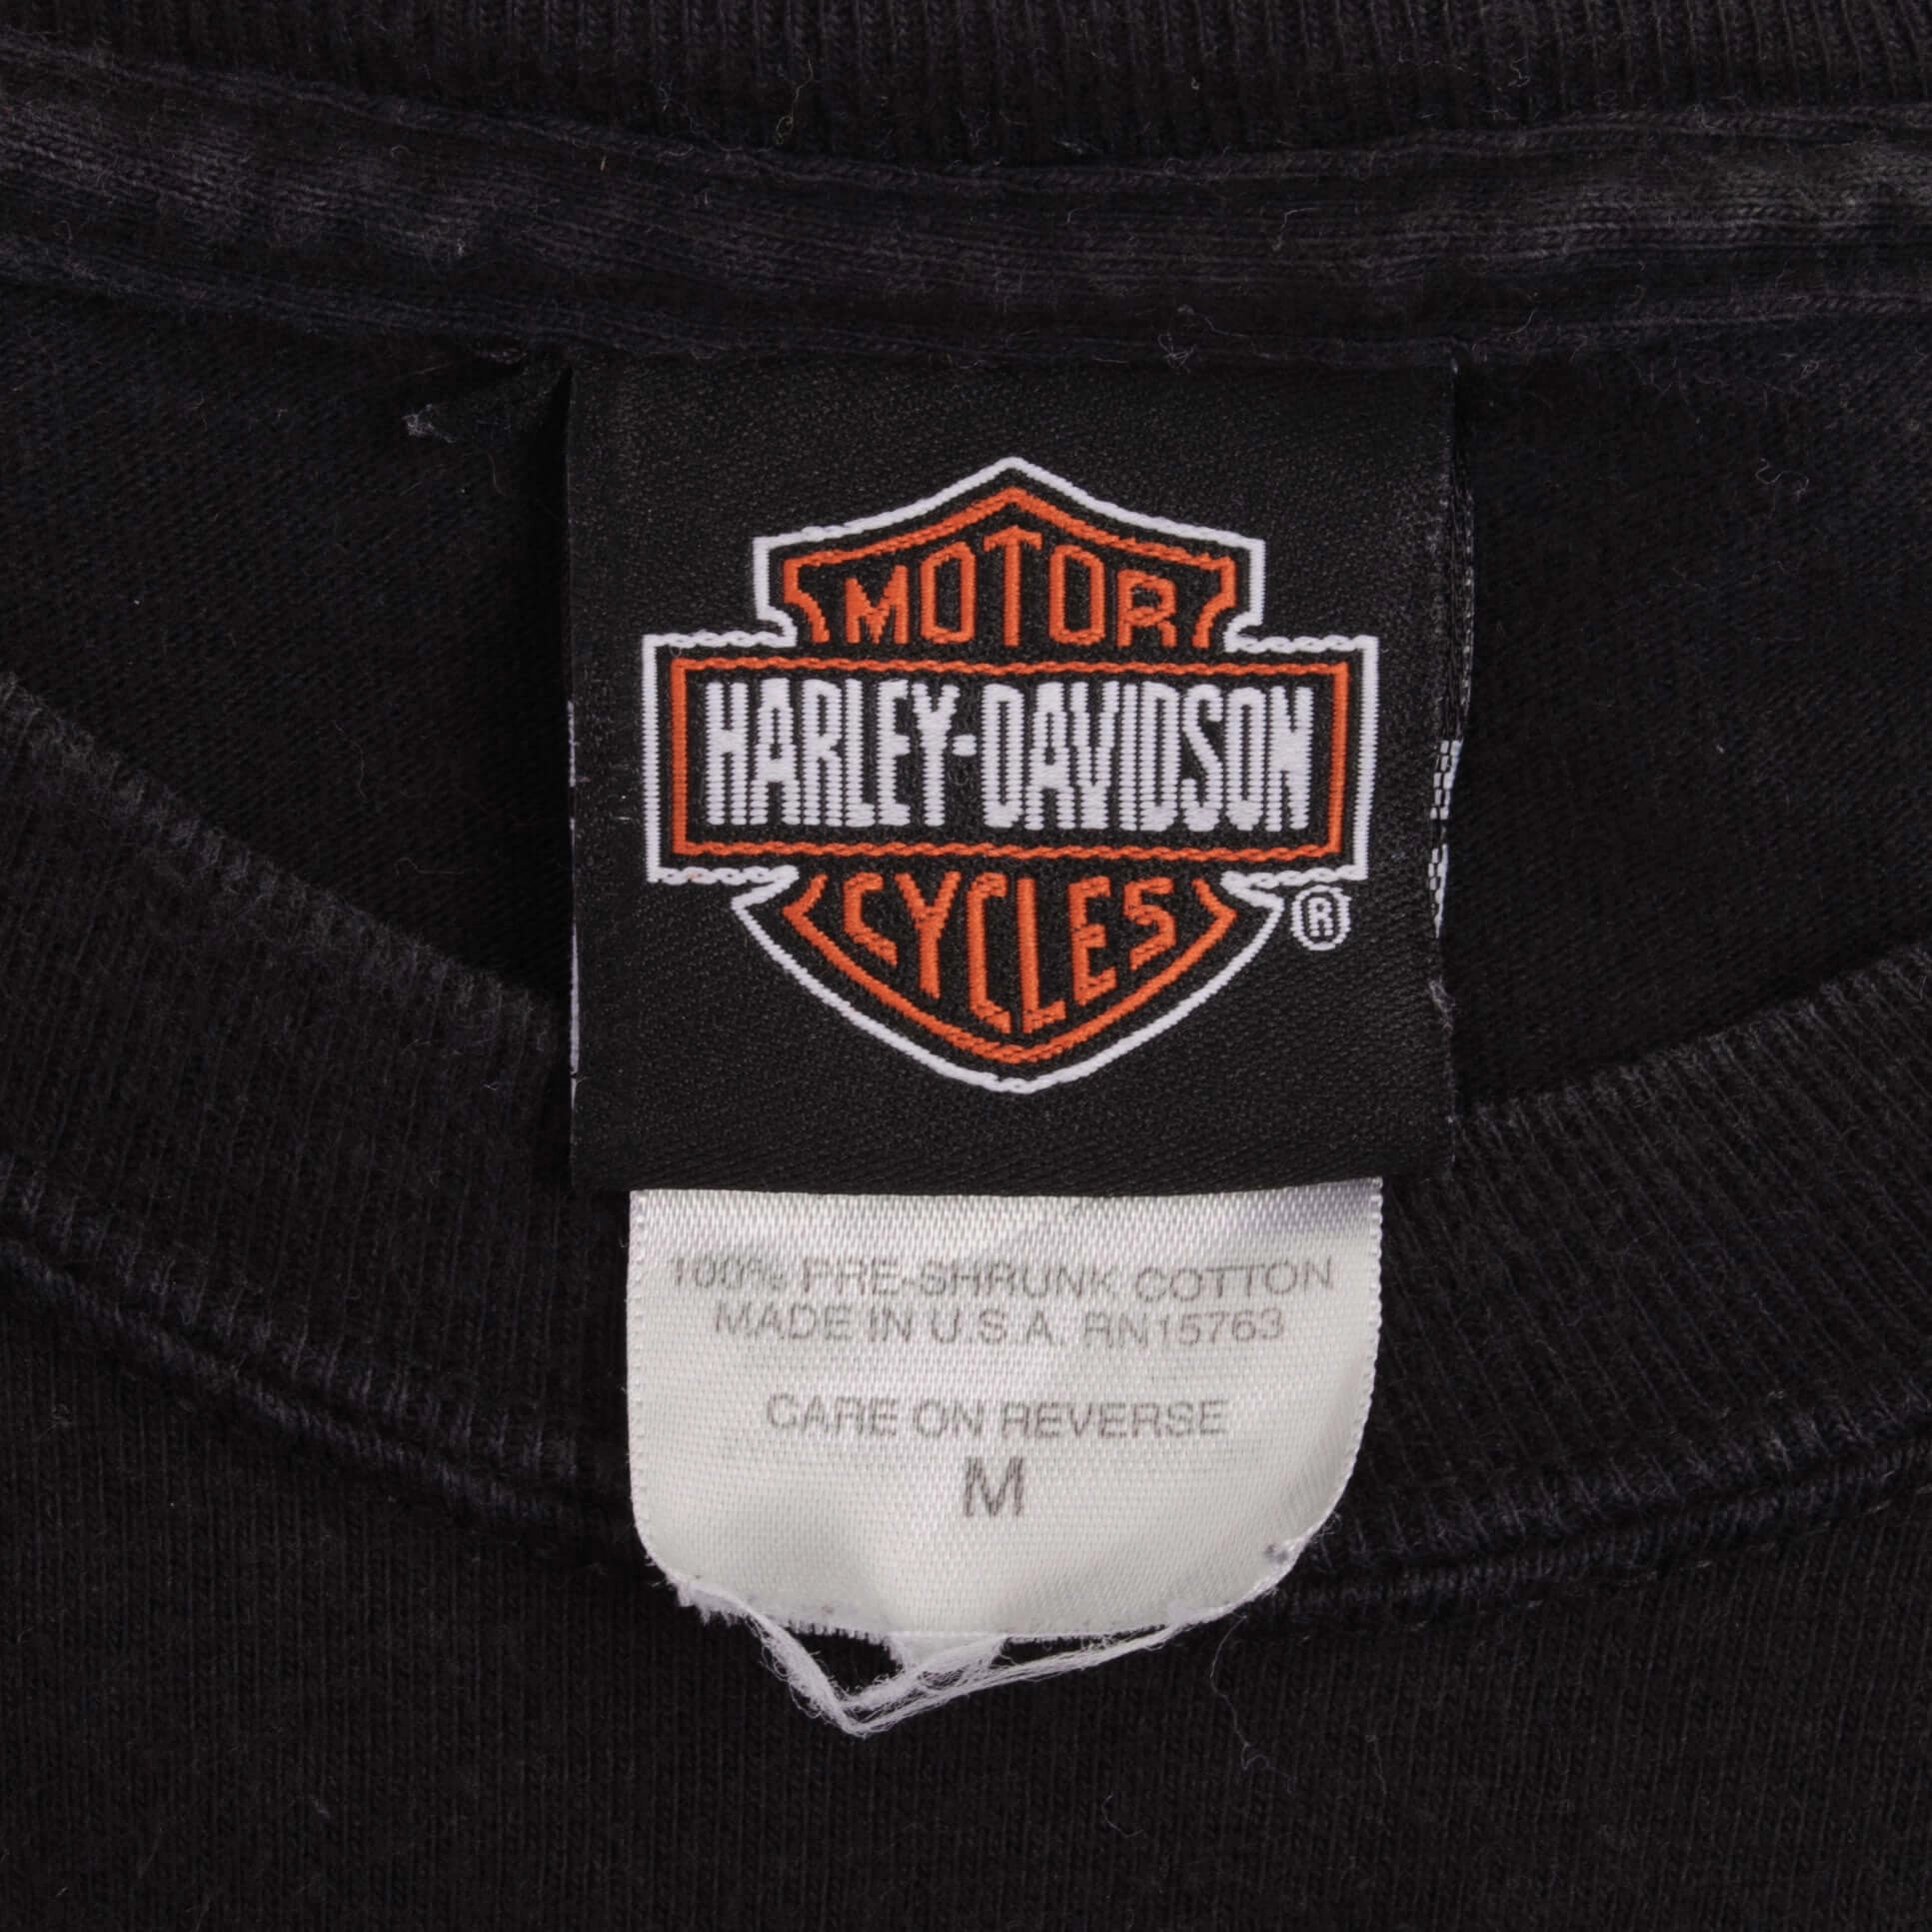 MOTOR
HARLEY-DAVIDSON
CYCLES
®
100% PRE-SHRUNK COTTON
MADE IN U.S.A. RN15763
CARE ON REVERSE
M